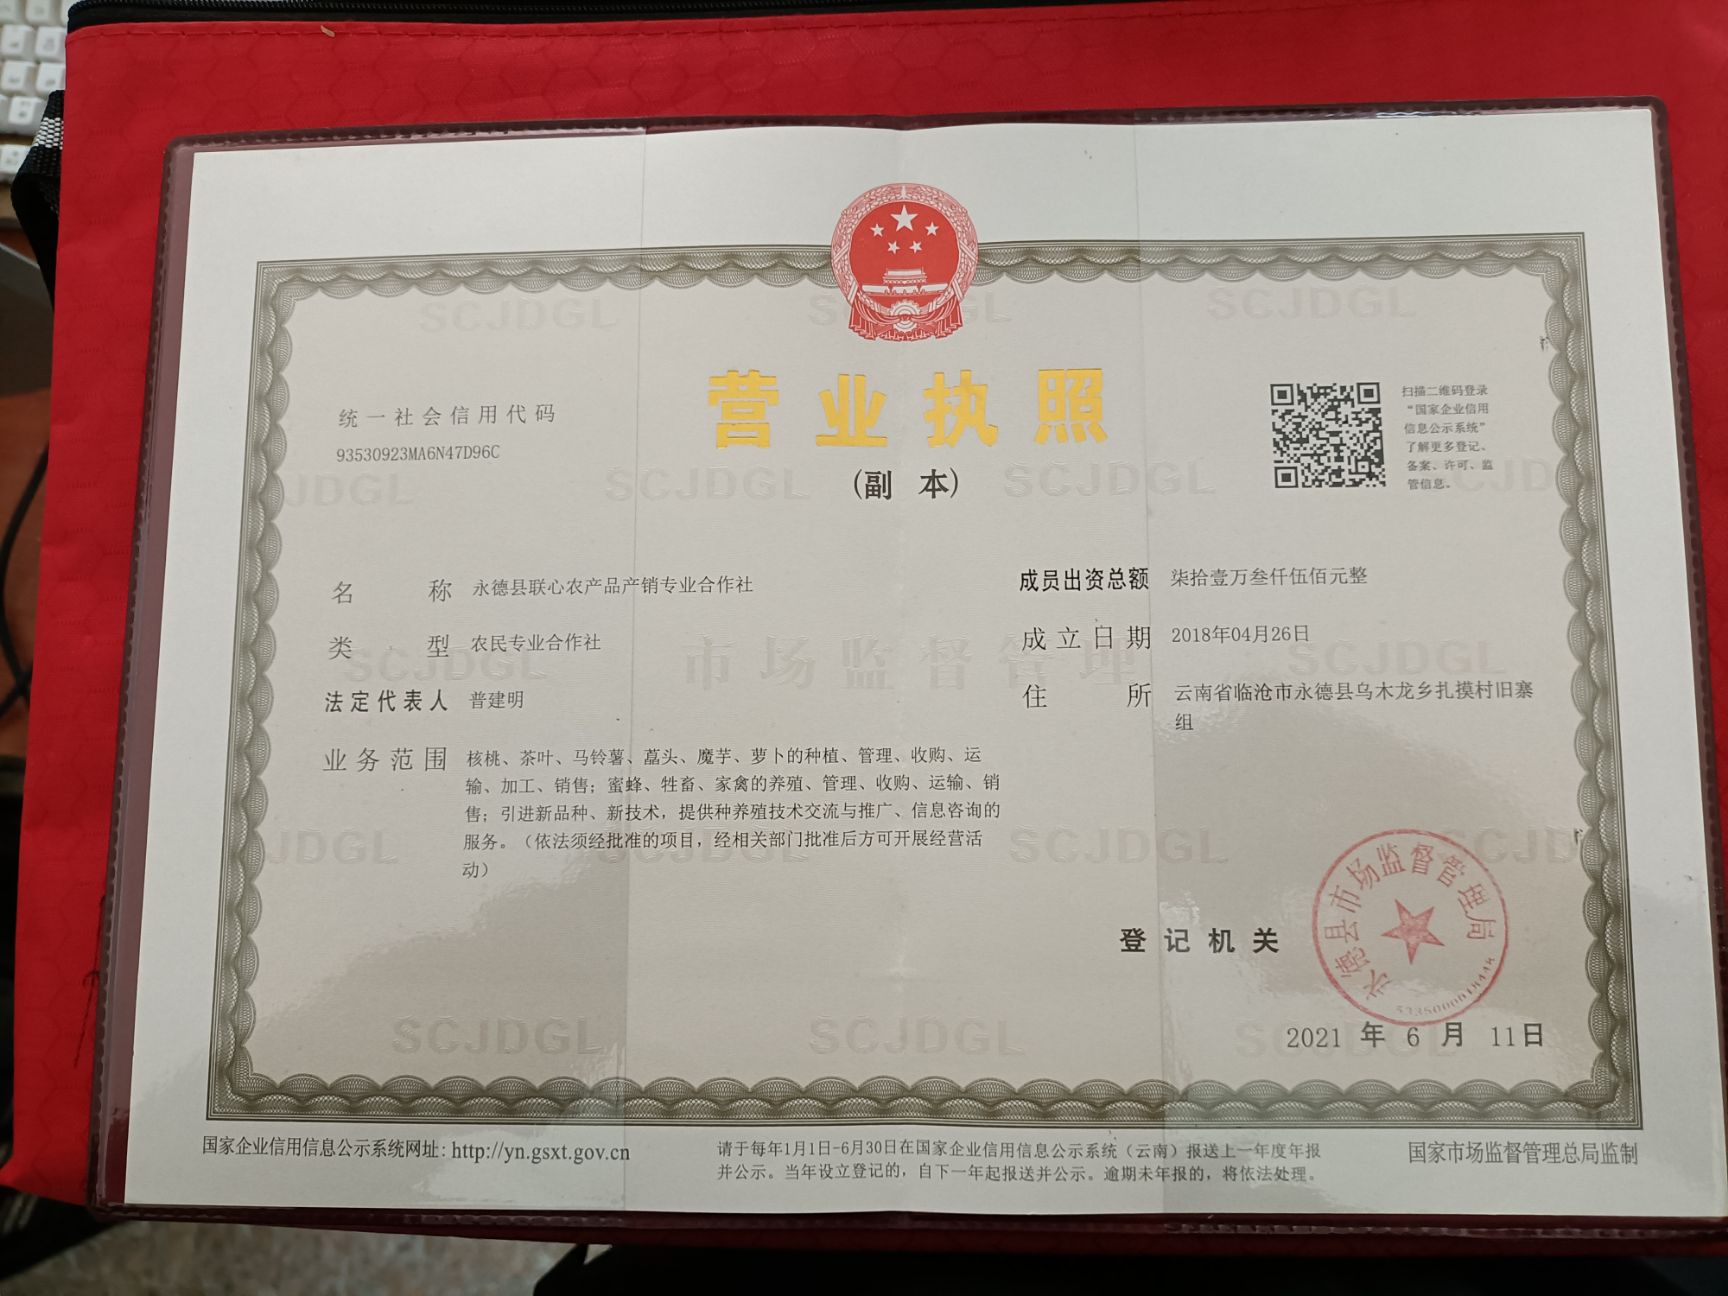 营业执照
(副 本)
统一社会信用代码
93530923MA6N47D96C
扫描二维码登录
“国家企业信用
信息公示系统”
了解更多登记、
备案、许可、监
管信息。
名 称 永德县联心农产品产销专业合作社
类 型 农民专业合作社
法定代表人 普建明
业务范围 核桃、茶叶、马铃薯、藠头、魔芋、萝卜的种植、管理、收购、运
输、加工、销售；蜜蜂、牲畜、家禽的养殖、管理、收购、运输、销
售；引进新品种、新技术，提供种养殖技术交流与推广、信息咨询的
服务。（依法须经批准的项目，经相关部门批准后方可开展经营活
动）
成员出资总额 柒拾壹万叁仟伍佰元整
成立日期 2018年04月26日
住 所 云南省临沧市永德县乌木龙乡扎摸村旧寨
组
市场监督管理
登记机关
永德县市场监督管理局
2021 年 6 月 11日
国家企业信用信息公示系统网址: http://yn.gsxt.gov.cn
请于每年1月1日-6月30日在国家企业信用信息公示系统（云南）报送上一年度年报
并公示。当年设立登记的，自下一年起报送并公示。逾期未年报的，将依法处理。
国家市场监督管理总局监制
SCJDGL